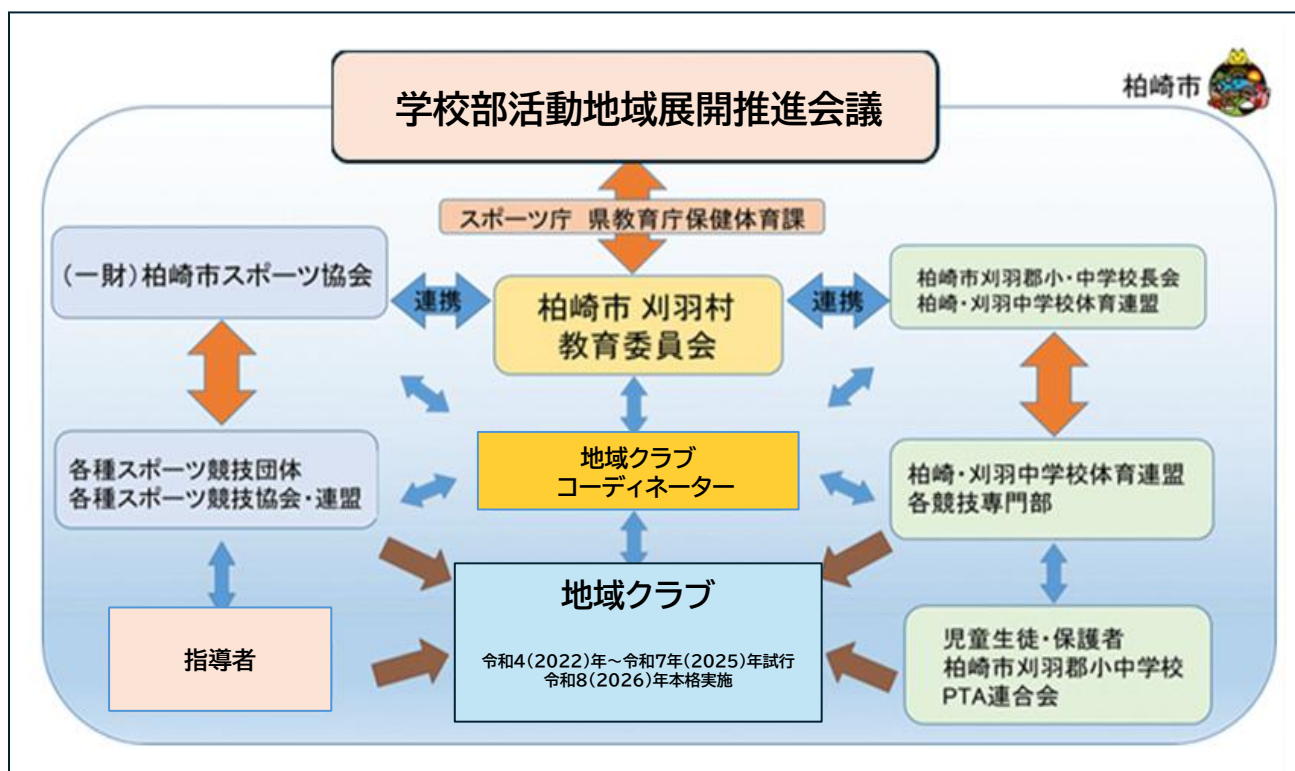 学校部活動地域展開推進会議
柏崎市
スポーツ庁 県教育庁保健体育課
(一財)柏崎市スポーツ協会
連携
柏崎市 刈羽村
教育委員会
連携
柏崎市刈羽郡小・中学校長会
柏崎・刈羽中学校体育連盟
各種スポーツ競技団体
各種スポーツ競技協会・連盟
地域クラブ
コーディネーター
柏崎・刈羽中学校体育連盟
各競技専門部
指導者
地域クラブ
令和4(2022)年~令和7年(2025)年試行
令和8(2026)年本格実施
児童生徒・保護者
柏崎市刈羽郡小中学校
PTA連合会